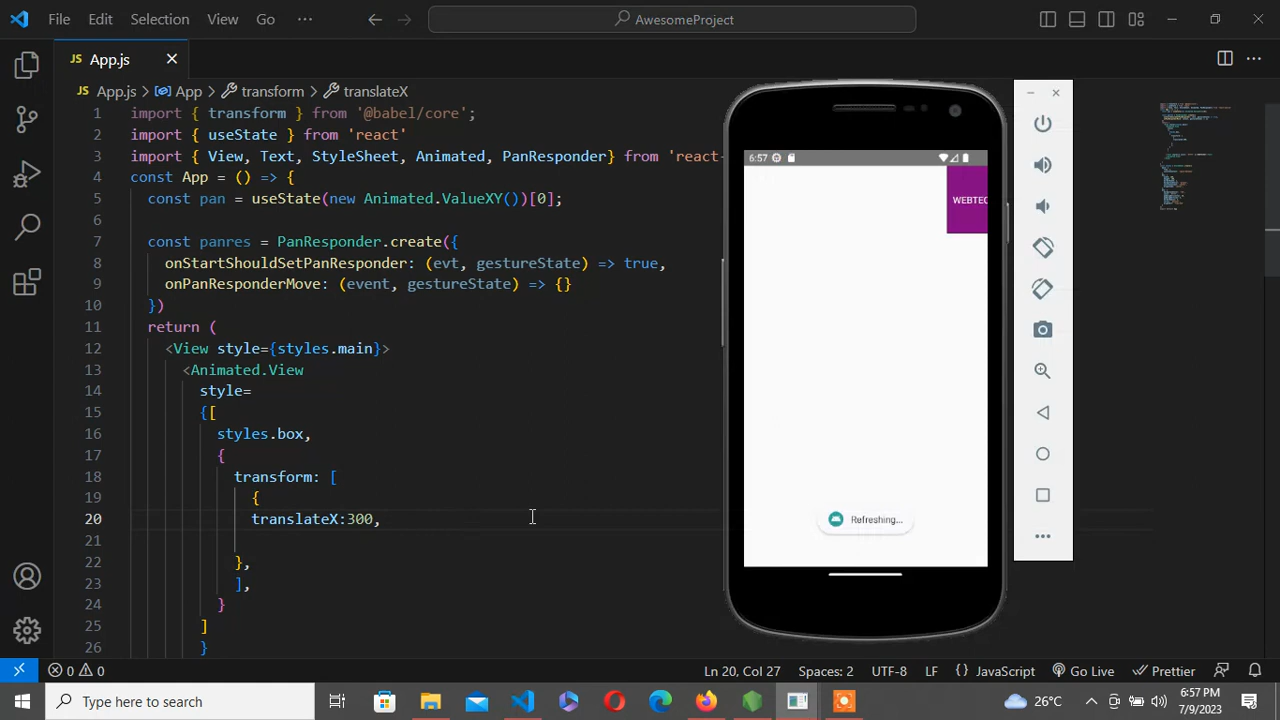 File Edit Selection View Go ··· AwesomeProject
JS App.js
JS App.js > App > transform > translateX
1 import { transform } from '@babel/core';
2 import { useState } from 'react'
3 import { View, Text, StyleSheet, Animated, PanResponder} from 'react-
4 const App = () => {
5 const pan = useState(new Animated.ValueXY())[0];
6
7 const panres = PanResponder.create({
8 onStartShouldSetPanResponder: (evt, gestureState) => true,
9 onPanResponderMove: (event, gestureState) => {}
10 })
11 return (
12 <View style={styles.main}>
13 <Animated.View
14 style=
15 {[
16 styles.box,
17 {
18 transform: [
19 {
20 translateX:300,
21
22 },
23 ],
24 }
25 ]
26 }
6:57
WEBTEC
Refreshing...
0 0 Ln 20, Col 27 Spaces: 2 UTF-8 LF {} JavaScript Go Live Prettier
Type here to search 26°C 6:57 PM
7/9/2023